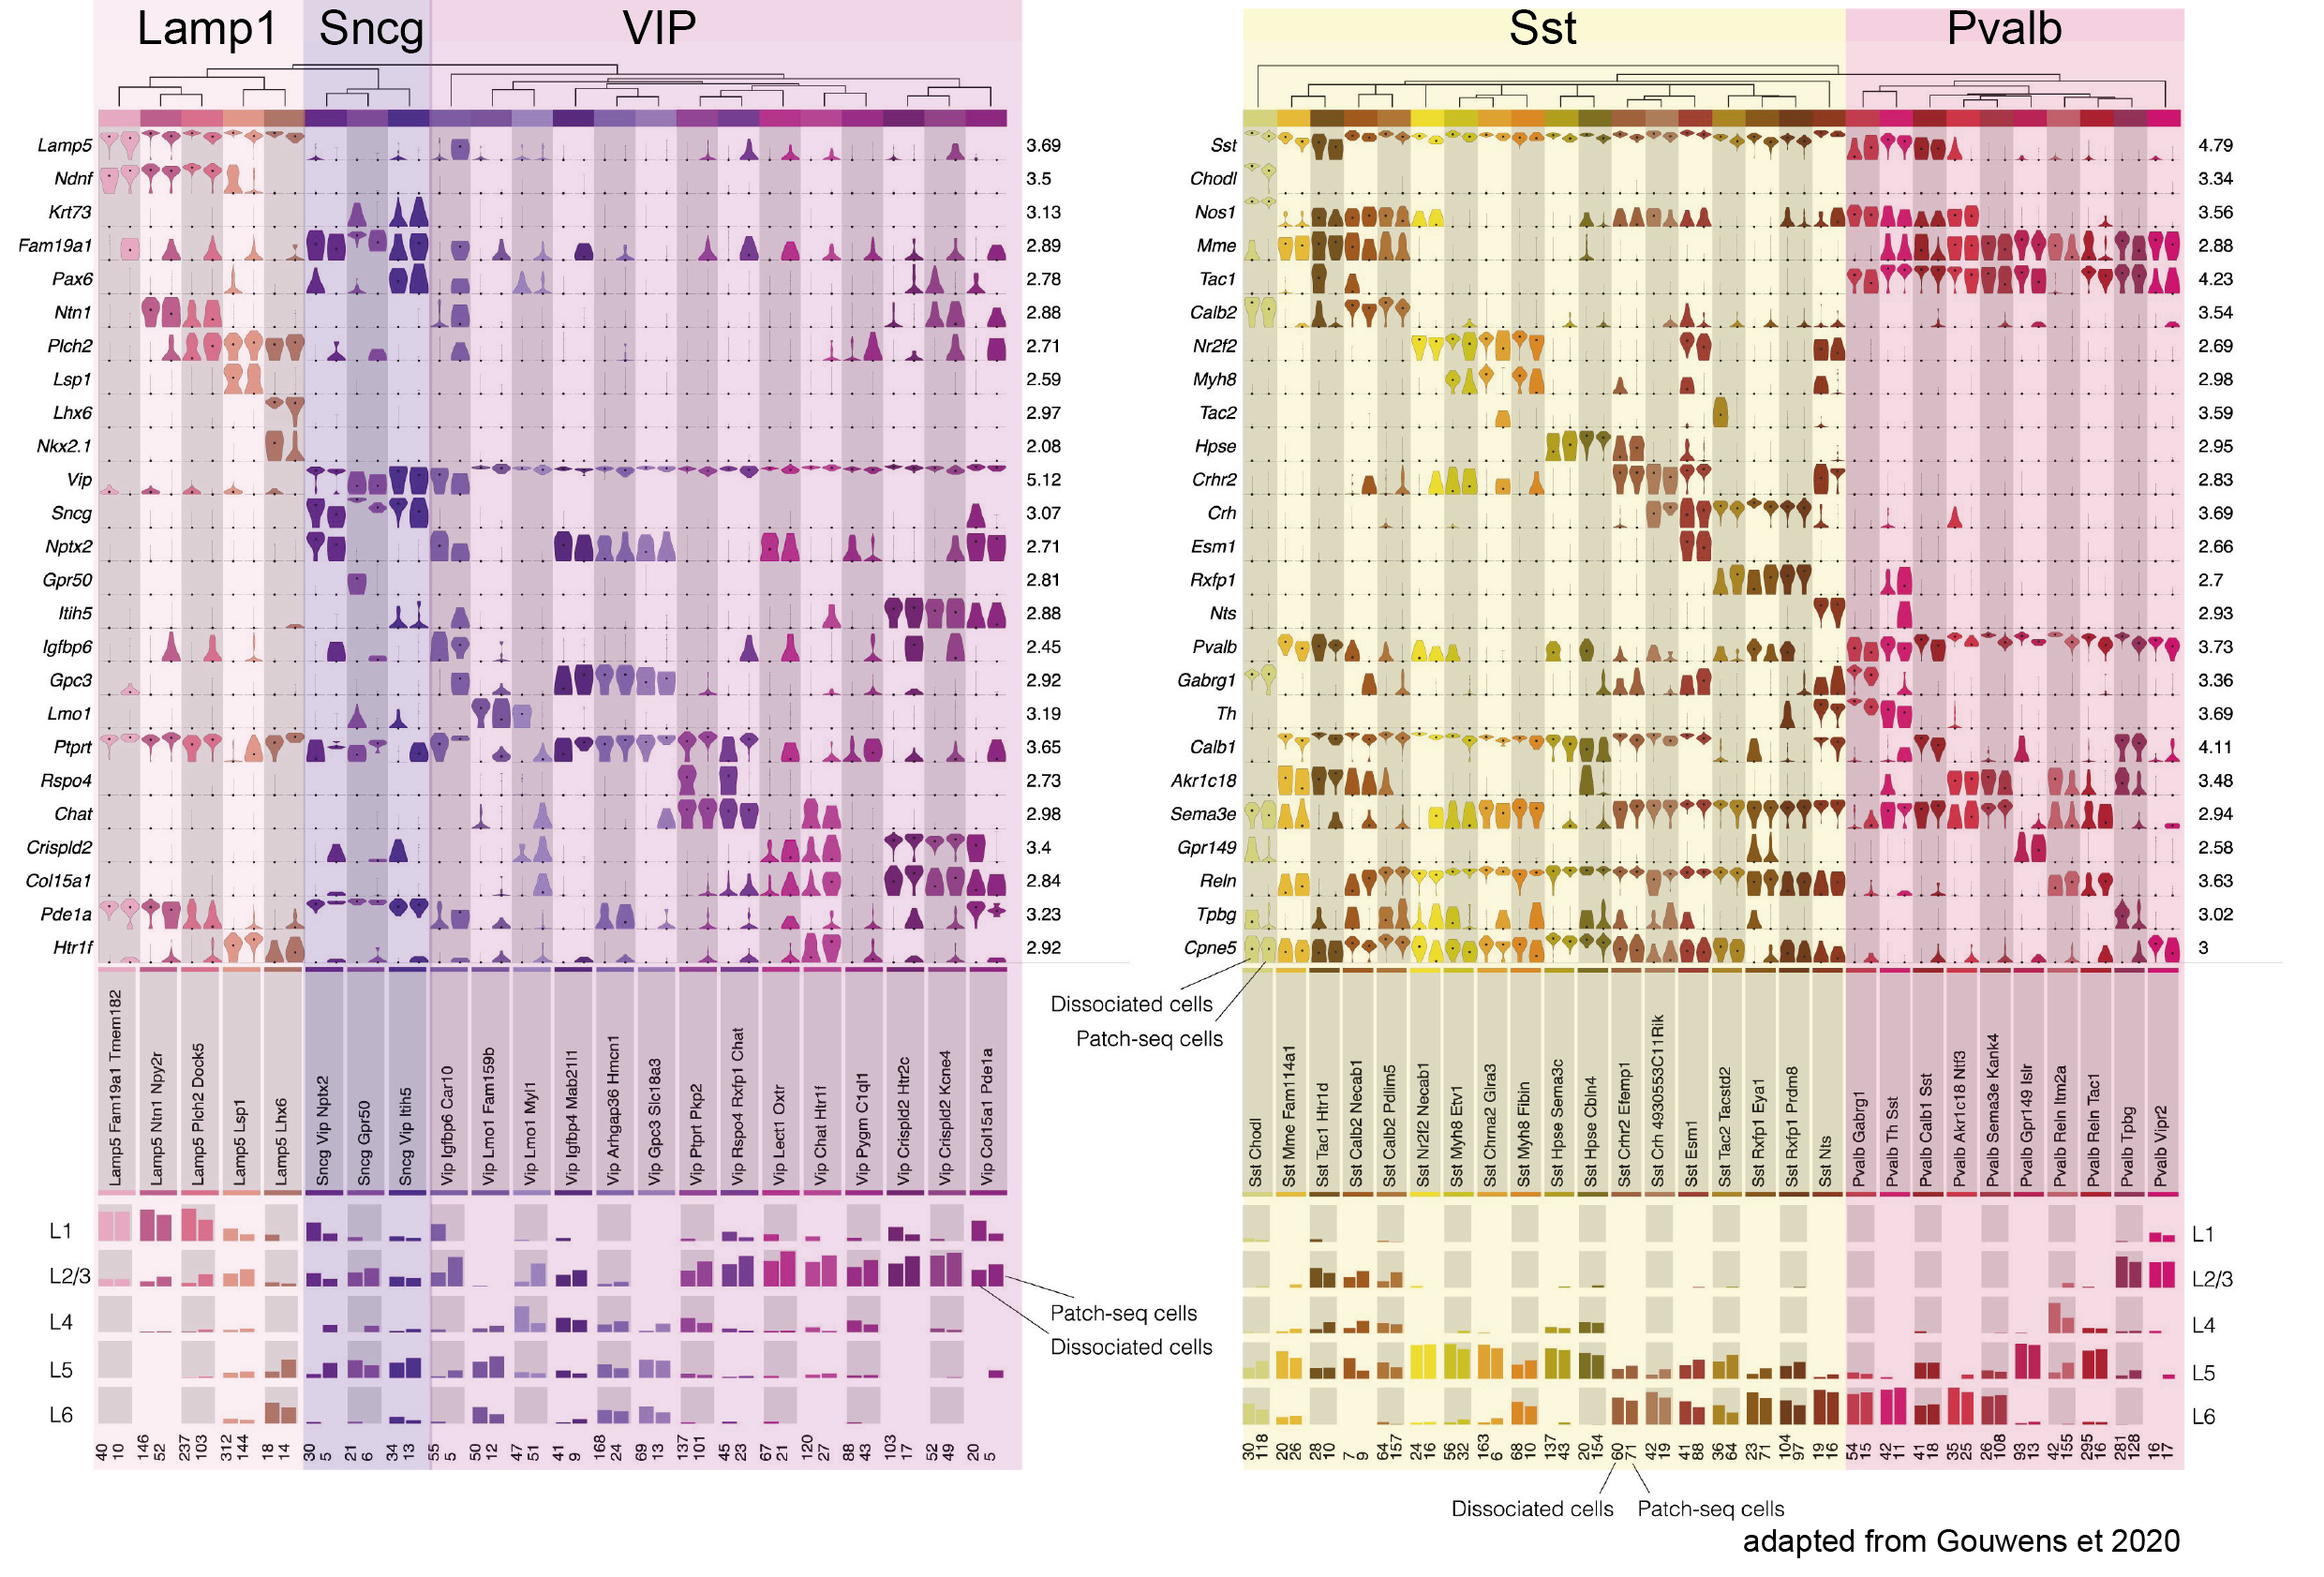 Lamp1 Sncg VIP
Lamp5 3.69
Ndnf 3.5
Krt73 3.13
Fam19a1 2.89
Pax6 2.78
Ntn1 2.88
Plch2 2.71
Lsp1 2.59
Lhx6 2.97
Nkx2.1 2.08
Vip 5.12
Sncg 3.07
Nptx2 2.71
Gpr50 2.81
Itih5 2.88
Igfbp6 2.45
Gpc3 2.92
Lmo1 3.19
Ptprt 3.65
Rspo4 2.73
Chat 2.98
Crispld2 3.4
Col15a1 2.84
Pde1a 3.23
Htr1f 2.92
Lamp5 Fam19a1 Tmem182
Lamp5 Ntn1 Npy2r
Lamp5 Plch2 Dock5
Lamp5 Lsp1
Lamp5 Lhx6
Sncg Vip Nptx2
Sncg Gpr50
Sncg Vip Itih5
Vip Igfbp6 Car10
Vip Lmo1 Fam159b
Vip Lmo1 Myl1
Vip Igfbp4 Mab21l1
Vip Arhgap36 Hmcn1
Vip Gpc3 Slc18a3
Vip Ptprt Pkp2
Vip Rspo4 Rxfp1 Chat
Vip Lect1 Oxtr
Vip Chat Htr1f
Vip Pygm C1ql1
Vip Crispld2 Htr2c
Vip Crispld2 Kcne4
Vip Col15a1 Pde1a
L1
L2/3
L4
L5
L6
Patch-seq cells
Dissociated cells
40 10 146 52 237 103 312 144 18 14 30 5 21 6 34 13 55 5 50 12 47 51 41 9 168 24 69 13 137 101 45 23 67 21 120 27 88 43 103 17 52 49 20 5
Sst Pvalb
Sst 4.79
Chodl 3.34
Nos1 3.56
Mme 2.88
Tac1 4.23
Calb2 3.54
Nr2f2 2.69
Myh8 2.98
Tac2 3.59
Hpse 2.95
Crhr2 2.83
Crh 3.69
Esm1 2.66
Rxfp1 2.7
Nts 2.93
Pvalb 3.73
Gabrg1 3.36
Th 3.69
Calb1 4.11
Akr1c18 3.48
Sema3e 2.94
Gpr149 2.58
Reln 3.63
Tpbg 3.02
Cpne5 3
Dissociated cells
Patch-seq cells
Sst Chodl
Sst Mme Fam114a1
Sst Tac1 Htr1d
Sst Calb2 Necab1
Sst Calb2 Pdlim5
Sst Nr2f2 Necab1
Sst Myh8 Etv1
Sst Chrna2 Glra3
Sst Myh8 Fibin
Sst Hpse Sema3c
Sst Hpse Cbln4
Sst Crhr2 Efemp1
Sst Crh 4930553C11Rik
Sst Esm1
Sst Tac2 Tacstd2
Sst Rxfp1 Eya1
Sst Rxfp1 Prdm8
Sst Nts
Pvalb Gabrg1
Pvalb Th Sst
Pvalb Calb1 Sst
Pvalb Akr1c18 Ntf3
Pvalb Sema3e Kank4
Pvalb Gpr149 Islr
Pvalb Reln Itm2a
Pvalb Reln Tac1
Pvalb Tpbg
Pvalb Vipr2
L1
L2/3
L4
L5
L6
30 118 20 26 28 10 7 9 64 157 24 16 56 32 163 6 68 10 137 43 20 154 60 71 42 19 41 88 36 64 23 71 104 97 19 16 54 15 42 11 41 18 35 25 26 108 93 13 42 155 295 16 281 128 16 17
Dissociated cells Patch-seq cells
adapted from Gouwens et 2020